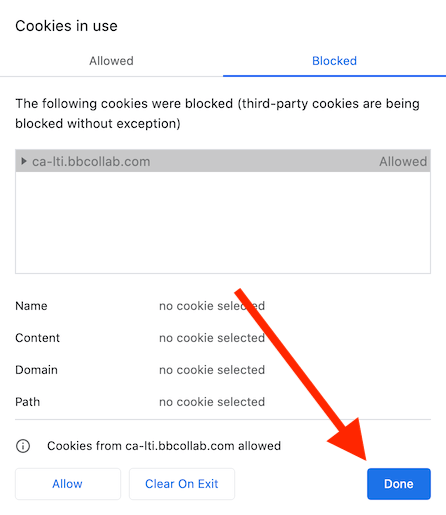 Cookies in use
Allowed Blocked
The following cookies were blocked (third-party cookies are being
blocked without exception)
ca-lti.bbcollab.com Allowed
Name no cookie selected
Content no cookie selected
Domain no cookie selected
Path no cookie selected
Cookies from ca-lti.bbcollab.com allowed
Allow Clear On Exit Done